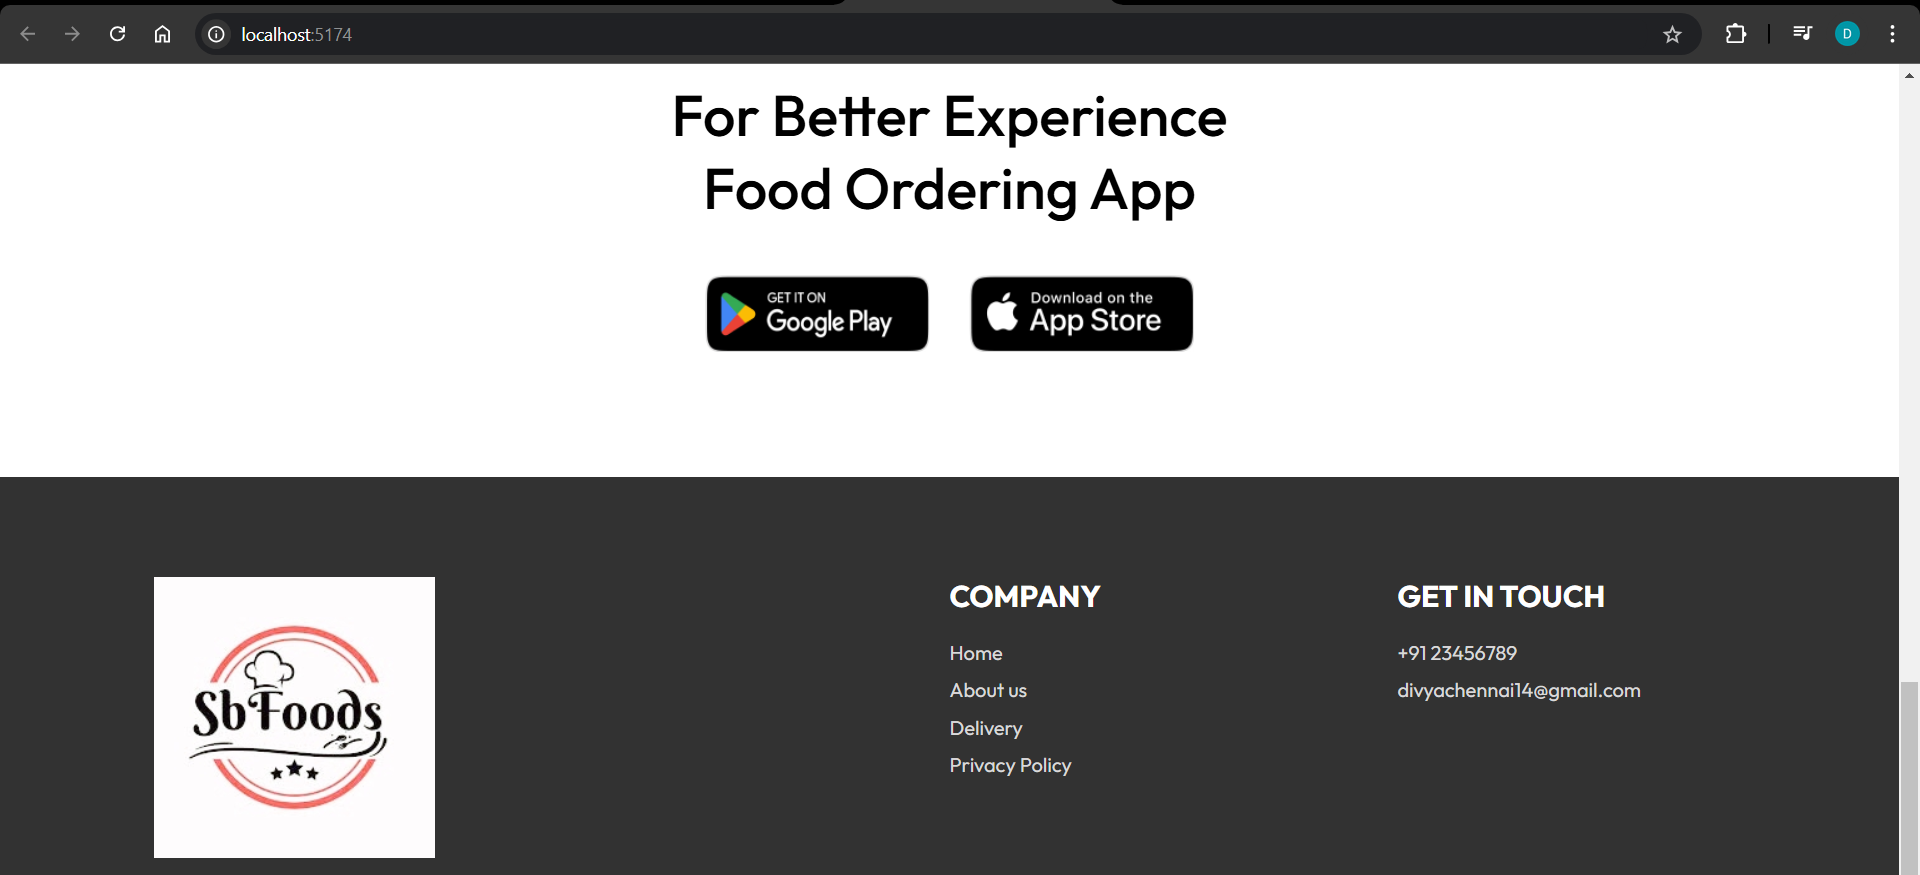 localhost:5174
D
For Better Experience
Food Ordering App
GET IT ON
Google Play
Download on the
App Store
SbFoods
COMPANY
Home
About us
Delivery
Privacy Policy
GET IN TOUCH
+91 23456789
divyachennai14@gmail.com